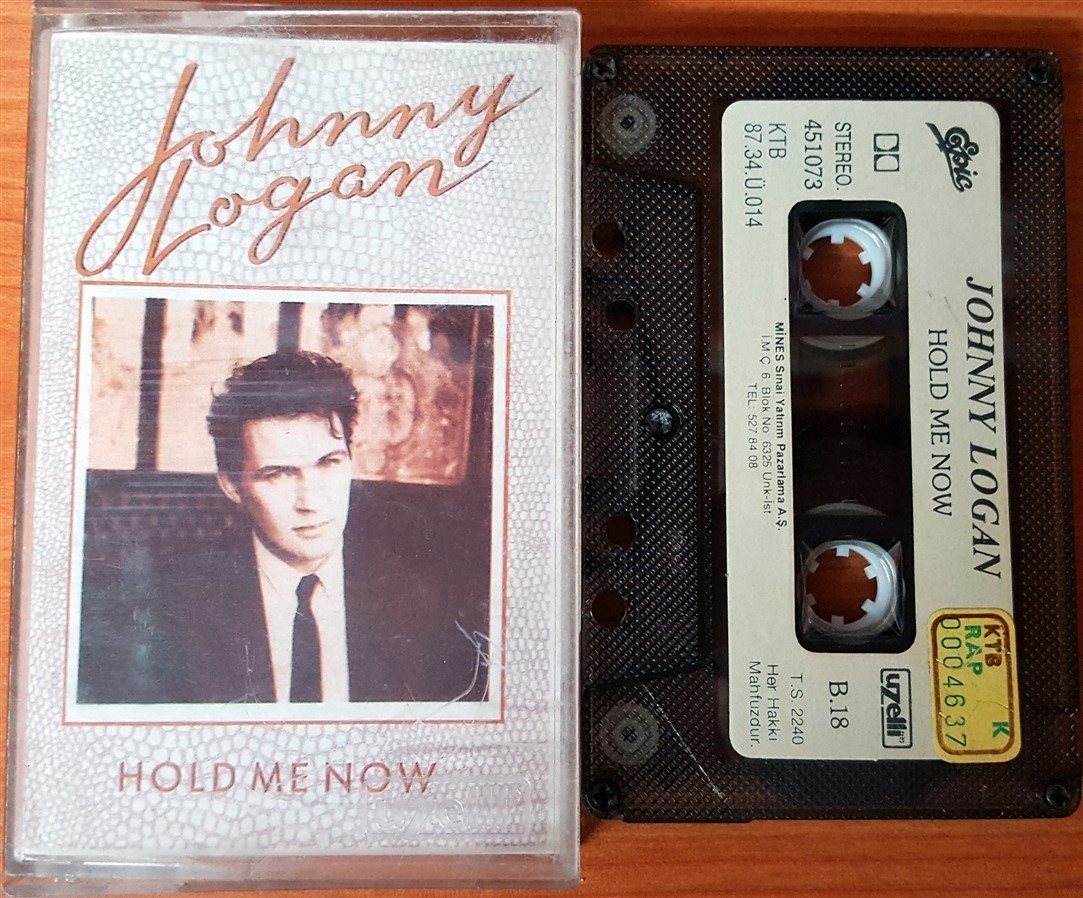 Johnny
Logan
HOLD ME NOW
Epic
STEREO.
451073
KTB
87.34.Ü.014
JOHNNY LOGAN
HOLD ME NOW
MİNES Sınai Yatırım Pazarlama A.Ş.
İ.M.Ç. 6. Blok No: 6325 Unk-İst
TEL: 527 84 08
uzelli
B.18
T.S. 2240
Her Hakkı
Mahfuzdur.
KTB K
RAP
0004637